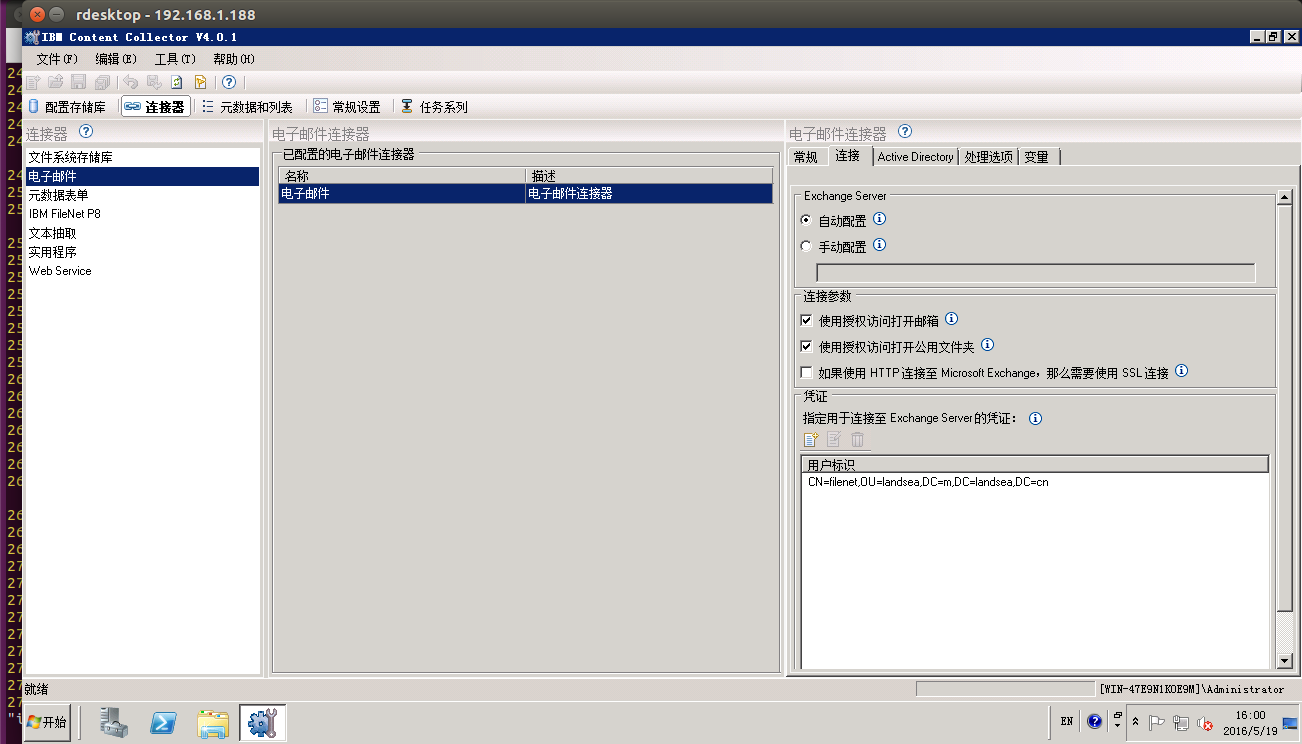 rdesktop - 192.168.1.188
IBM Content Collector V4.0.1
文件(F) 编辑(E) 工具(T) 帮助(H)
配置存储库 连接器 元数据和列表 常规设置 任务系列
连接器
文件系统存储库
电子邮件
元数据表单
IBM FileNet P8
文本抽取
实用程序
Web Service
电子邮件连接器
已配置的电子邮件连接器
名称 描述
电子邮件 电子邮件连接器
电子邮件连接器
常规 连接 Active Directory 处理选项 变量
Exchange Server
自动配置
手动配置
连接参数
使用授权访问打开邮箱
使用授权访问打开公用文件夹
如果使用 HTTP 连接至 Microsoft Exchange，那么需要使用 SSL 连接
凭证
指定用于连接至 Exchange Server 的凭证：
用户标识
CN=filenet,OU=landsea,DC=m,DC=landsea,DC=cn
就绪
[WIN-47E9N1KOE9M]\Administrator
开始
EN
16:00
2016/5/19